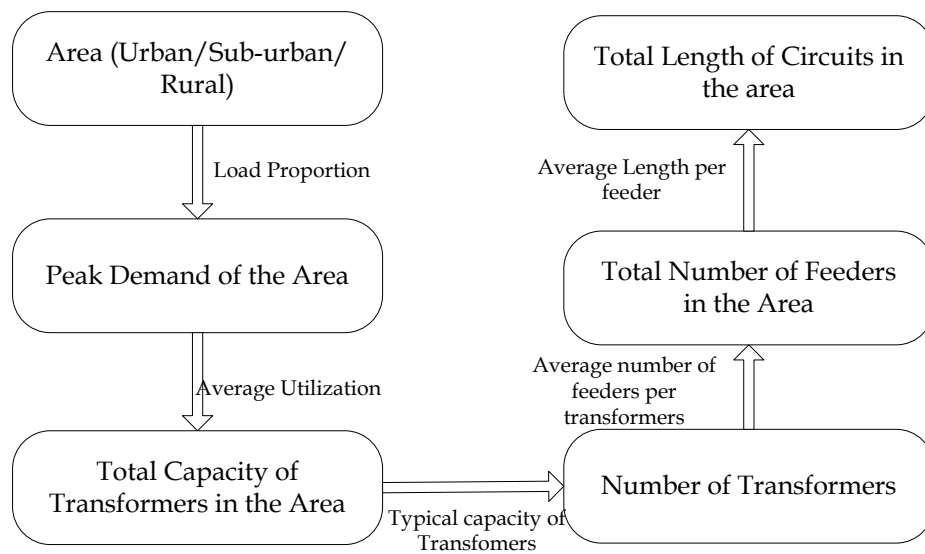 Area (Urban/Sub-urban/
Rural)
Load Proportion
Peak Demand of the Area
Average Utilization
Total Capacity of
Transformers in the Area
Typical capacity of
Transfomers
Number of Transformers
Average number of
feeders per
transformers
Total Number of Feeders
in the Area
Average Length per
feeder
Total Length of Circuits in
the area